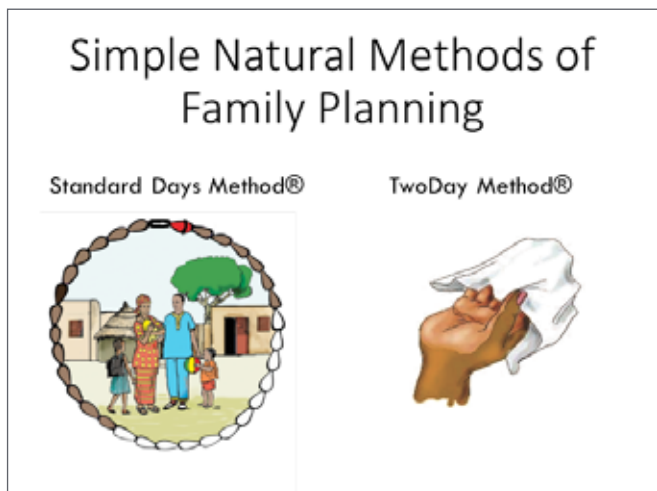 Simple Natural Methods of
Family Planning
Standard Days Method®
TwoDay Method®